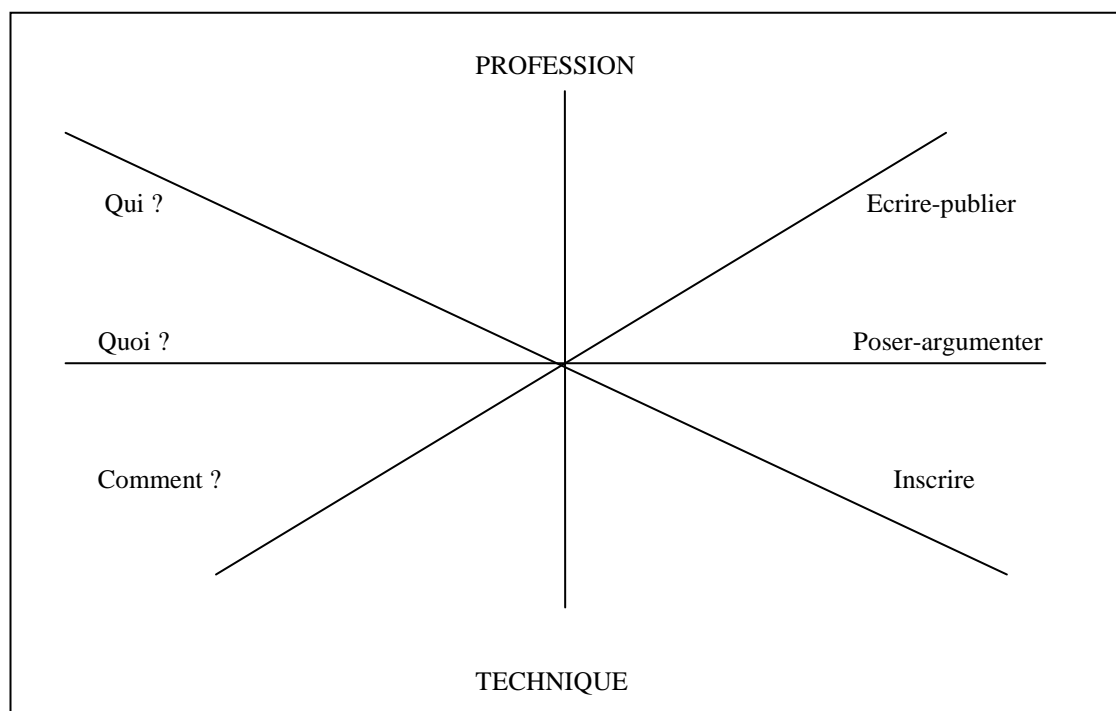 PROFESSION
Qui ?
Ecrire-publier
Quoi ?
Poser-argumenter
Comment ?
Inscrire
TECHNIQUE